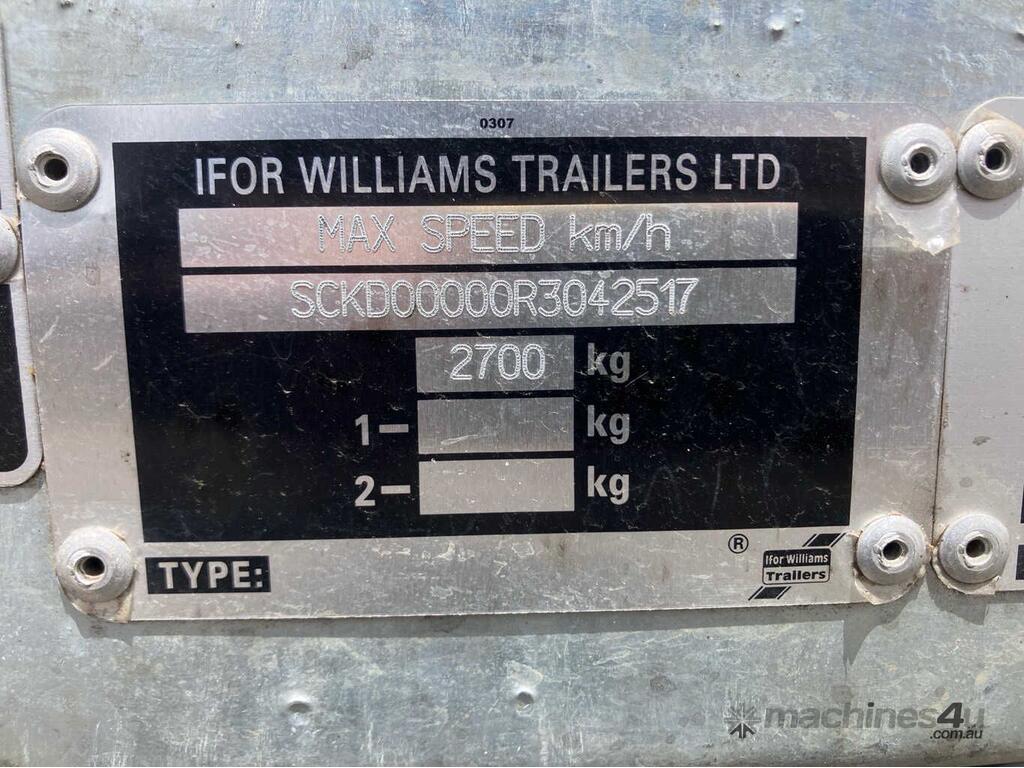 0307
IFOR WILLIAMS TRAILERS LTD
MAX SPEED km/h
SCKD00000R3042517
2700 kg
1- kg
2- kg
TYPE:
®
Ifor Williams
Trailers
machines4u
.com.au